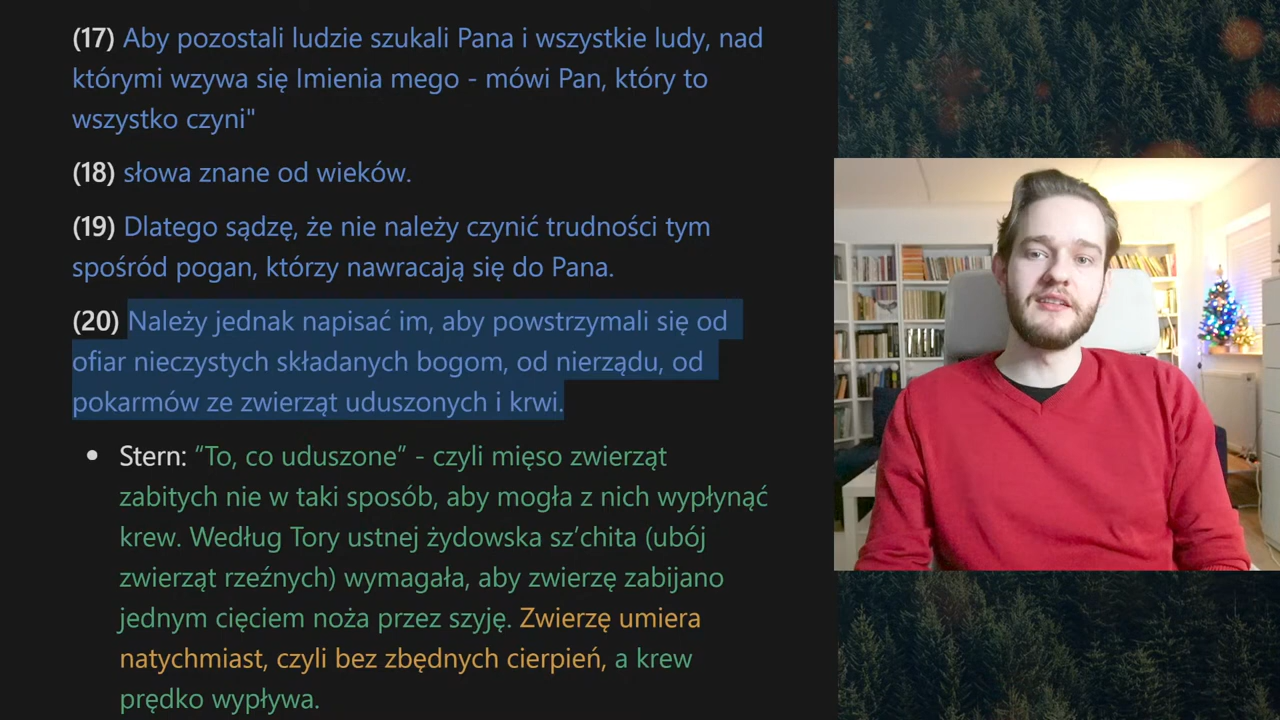 (17) Aby pozostali ludzie szukali Pana i wszystkie ludy, nad
którymi wzywa się Imienia mego - mówi Pan, który to
wszystko czyni"
(18) słowa znane od wieków.
(19) Dlatego sądzę, że nie należy czynić trudności tym
spośród pogan, którzy nawracają się do Pana.
(20) Należy jednak napisać im, aby powstrzymali się od
ofiar nieczystych składanych bogom, od nierządu, od
pokarmów ze zwierząt uduszonych i krwi.
• Stern: “To, co uduszone” - czyli mięso zwierząt
zabitych nie w taki sposób, aby mogła z nich wypłynąć
krew. Według Tory ustnej żydowska sz’chita (ubój
zwierząt rzeźnych) wymagała, aby zwierzę zabijano
jednym cięciem noża przez szyję. Zwierzę umiera
natychmiast, czyli bez zbędnych cierpień, a krew
prędko wypływa.